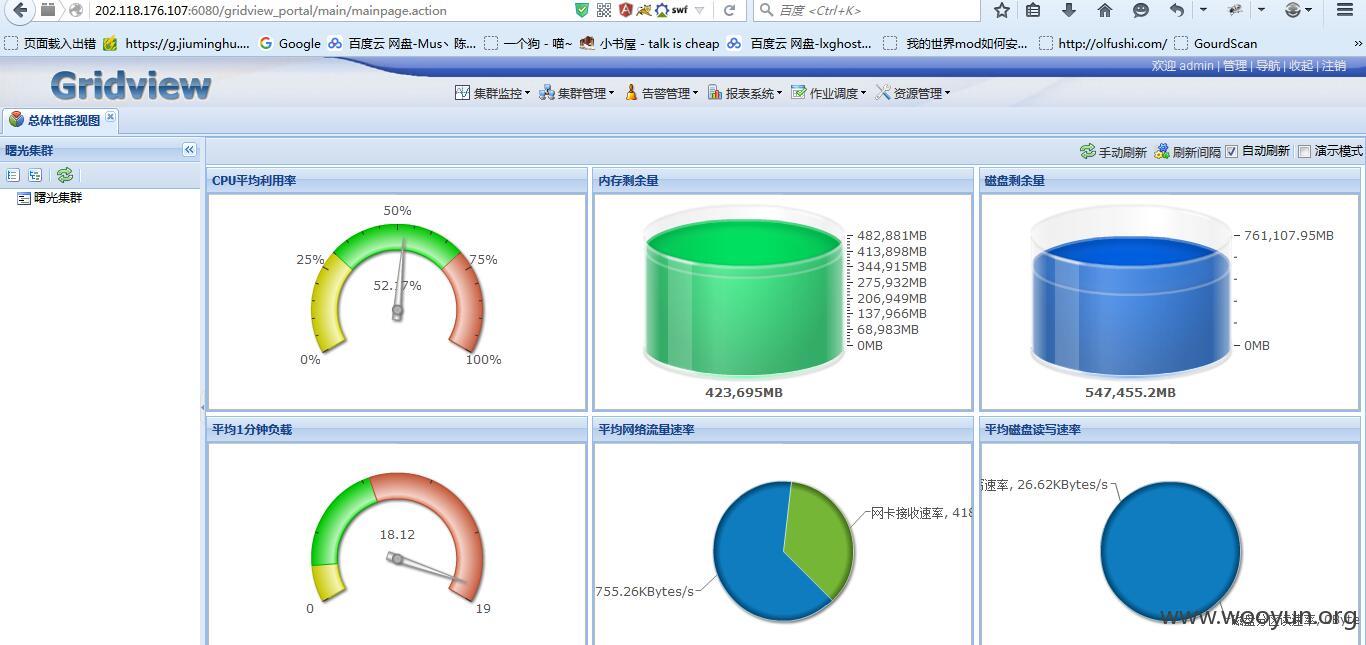 202.118.176.107:6080/gridview_portal/main/mainpage.action
swf
百度 <Ctrl+K>
页面载入出错 https://g.jiuminghu.... Google 百度云 网盘-Mus丶陈... 一个狗 - 喵~ 小书屋 - talk is cheap 百度云 网盘-lxghost... 我的世界mod如何安... http://olfushi.com/ GourdScan »
欢迎 admin | 管理 | 导航 | 收起 | 注销
Gridview
集群监控 集群管理 告警管理 报表系统 作业调度 资源管理
总体性能视图
曙光集群
手动刷新 刷新间隔 自动刷新 演示模式
曙光集群
CPU平均利用率
50%
25%
75%
52.17%
0%
100%
内存剩余量
482,881MB
413,898MB
344,915MB
275,932MB
206,949MB
137,966MB
68,983MB
0MB
423,695MB
磁盘剩余量
761,107.95MB
0MB
547,455.2MB
平均1分钟负载
18.12
0
19
平均网络流量速率
网卡接收速率, 418
755.26KBytes/s
平均磁盘读写速率
速率, 26.62KBytes/s
www.wooyun.org